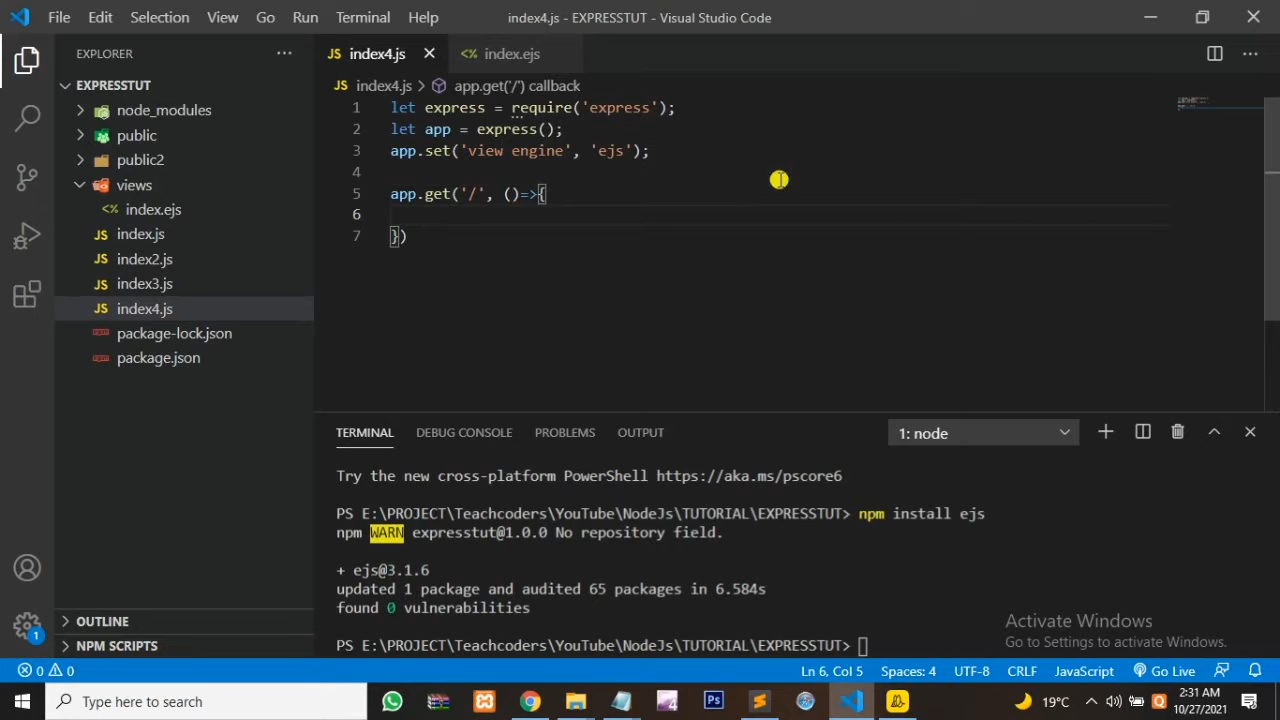 File Edit Selection View Go Run Terminal Help index4.js - EXPRESSTUT - Visual Studio Code
EXPLORER
JS index4.js
<% index.ejs
EXPRESSTUT
node_modules
public
public2
views
<% index.ejs
JS index.js
JS index2.js
JS index3.js
JS index4.js
package-lock.json
package.json
OUTLINE
NPM SCRIPTS
JS index4.js > app.get('/') callback
1 let express = require('express');
2 let app = express();
3 app.set('view engine', 'ejs');
4
5 app.get('/', ()=>{
6
7 })
TERMINAL DEBUG CONSOLE PROBLEMS OUTPUT 1: node
Try the new cross-platform PowerShell https://aka.ms/pscore6
PS E:\PROJECT\Teachcoders\YouTube\NodeJs\TUTORIAL\EXPRESSTUT> npm install ejs
npm WARN expresstut@1.0.0 No repository field.
+ ejs@3.1.6
updated 1 package and audited 65 packages in 6.584s
found 0 vulnerabilities
PS E:\PROJECT\Teachcoders\YouTube\NodeJs\TUTORIAL\EXPRESSTUT>
Activate Windows
Go to Settings to activate Windows.
1
0 0 Ln 6, Col 5 Spaces: 4 UTF-8 CRLF JavaScript Go Live
Type here to search Ps 19°C 2:31 AM
10/27/2021